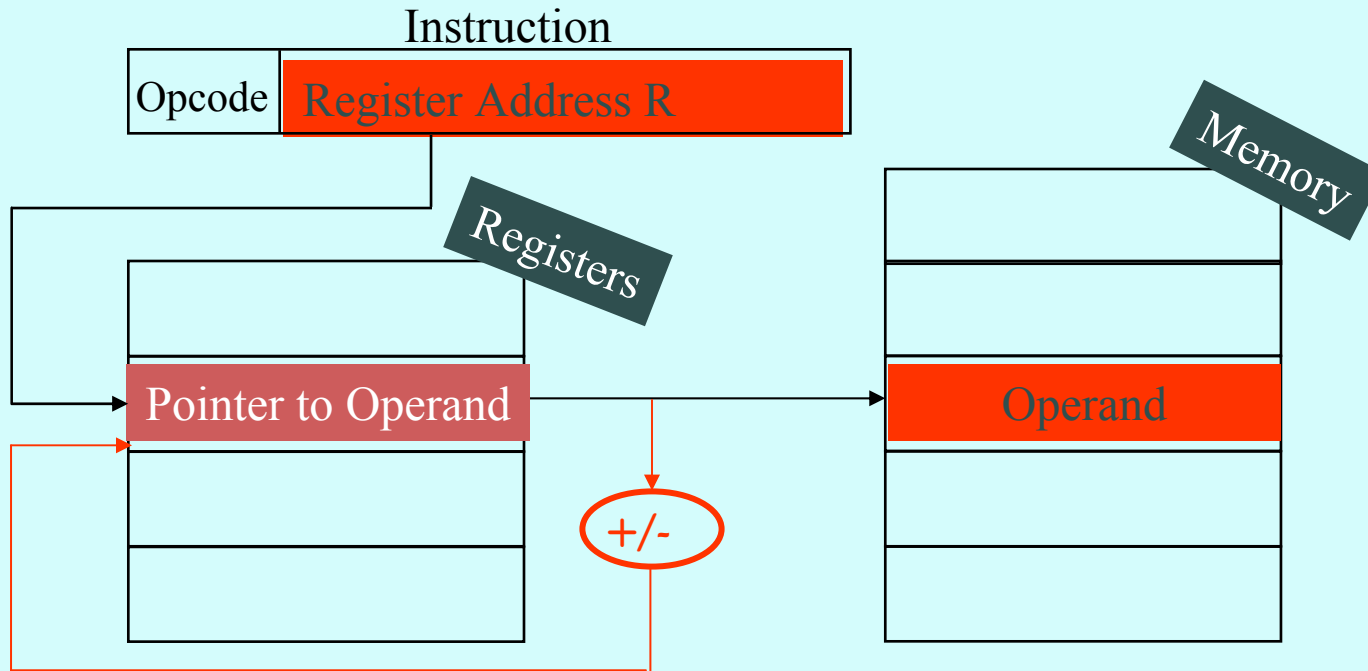 Instruction
Opcode
Register Address R
Memory
Registers
Pointer to Operand
Operand
+/-